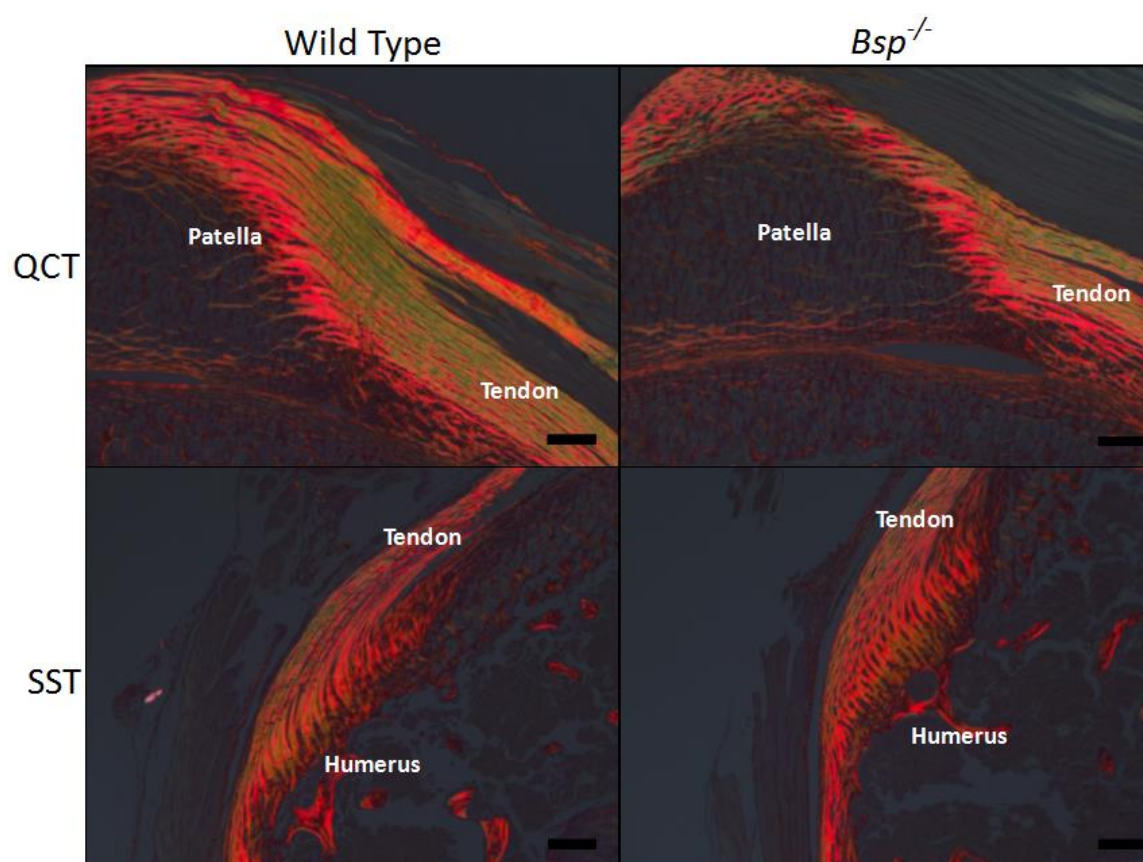 Wild Type
Bsp-/-
QCT
Patella
Tendon
Patella
Tendon
SST
Tendon
Humerus
Tendon
Humerus